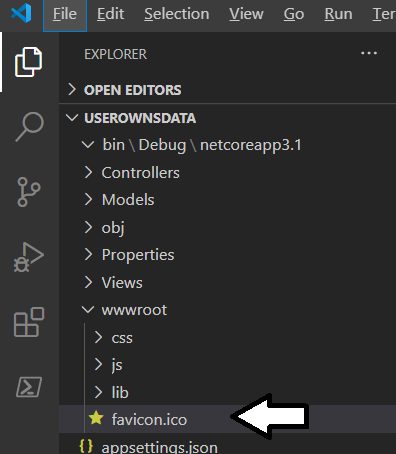 File Edit Selection View Go Run
EXPLORER
OPEN EDITORS
USEROWNSDATA
bin \ Debug \ netcoreapp3.1
Controllers
Models
obj
Properties
Views
wwwroot
css
js
lib
favicon.ico
{ } appsettings.json